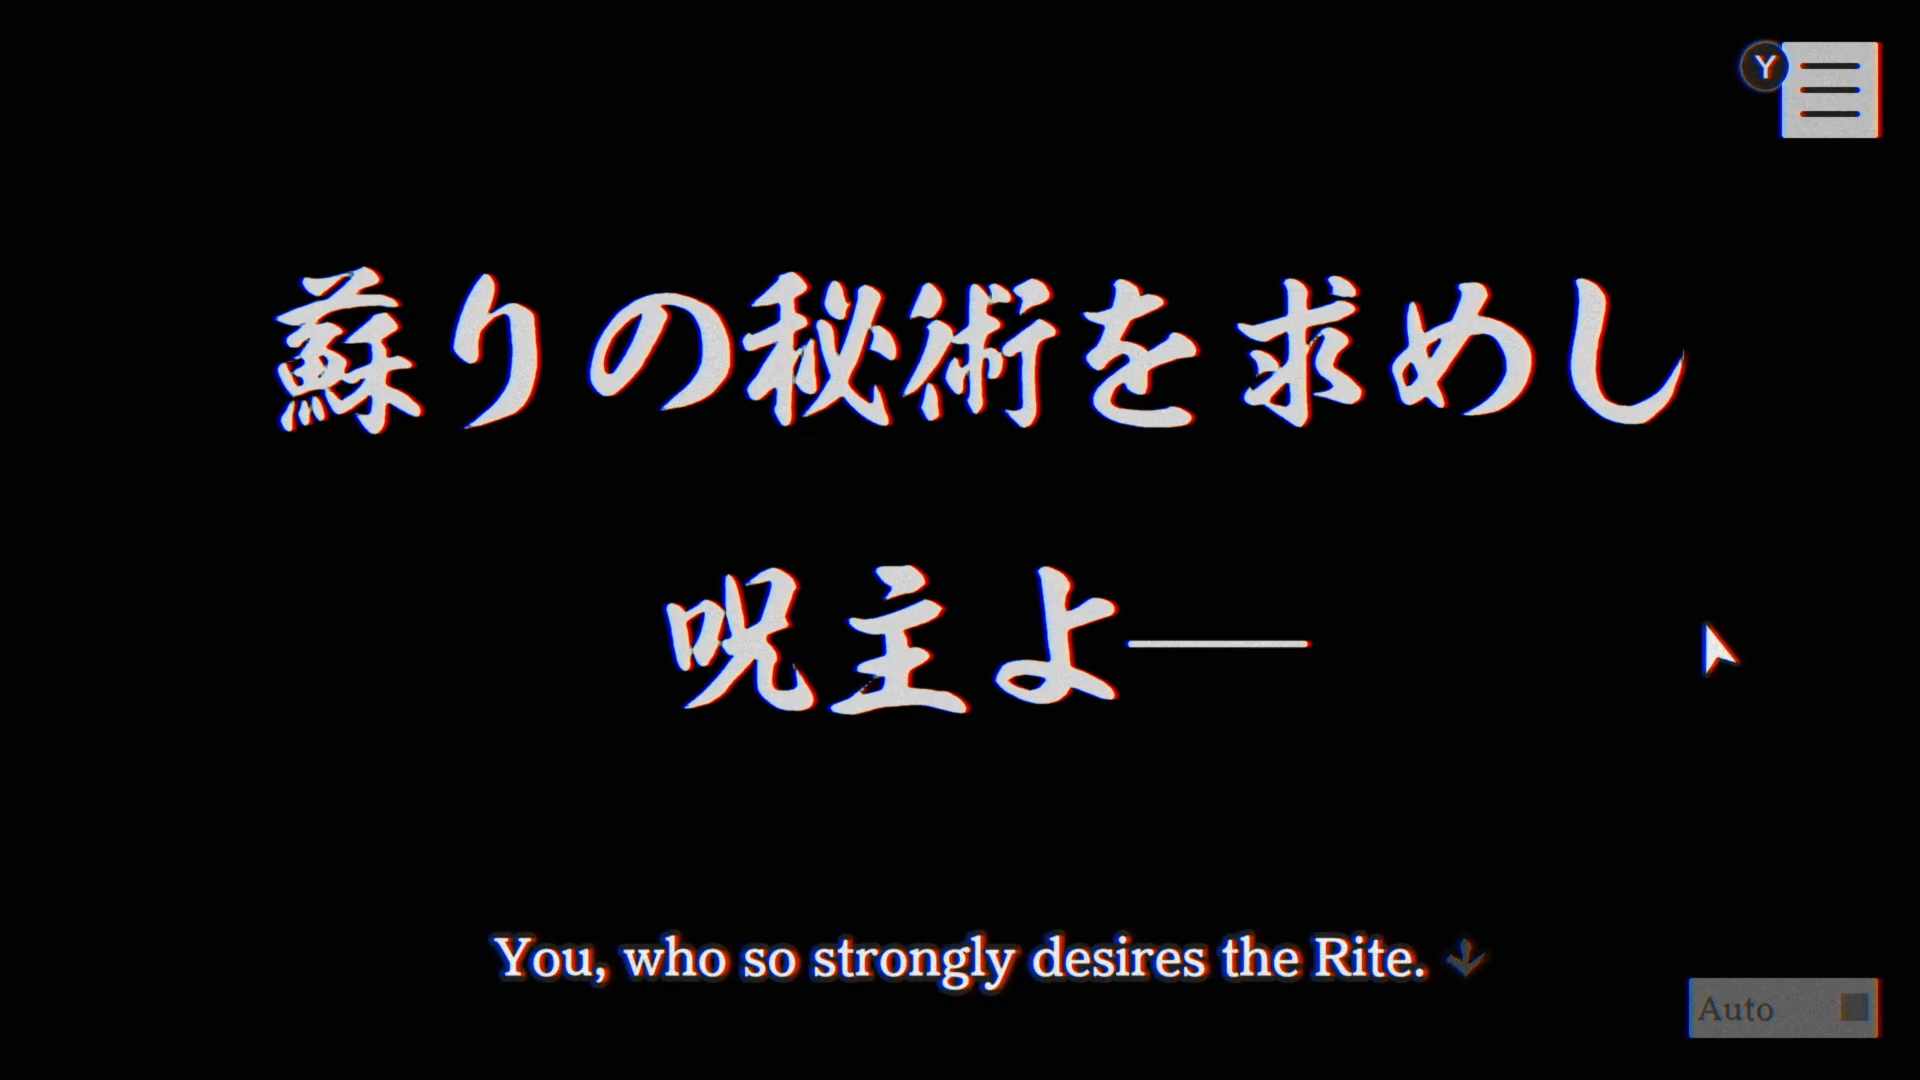 Y
蘇りの秘術を求めし
呪主よ――
You, who so strongly desires the Rite.
Auto